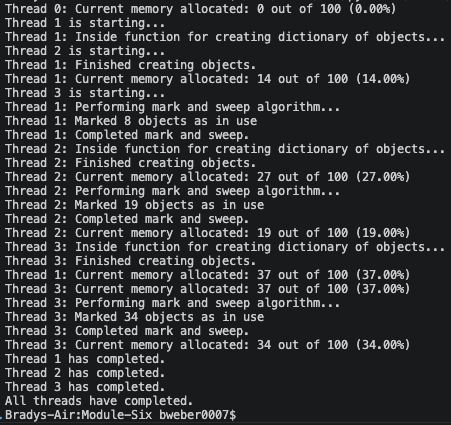 Thread 0: Current memory allocated: 0 out of 100 (0.00%)
Thread 1 is starting...
Thread 1: Inside function for creating dictionary of objects...
Thread 2 is starting...
Thread 1: Finished creating objects.
Thread 1: Current memory allocated: 14 out of 100 (14.00%)
Thread 3 is starting...
Thread 1: Performing mark and sweep algorithm...
Thread 1: Marked 8 objects as in use
Thread 1: Completed mark and sweep.
Thread 2: Inside function for creating dictionary of objects...
Thread 2: Finished creating objects.
Thread 2: Current memory allocated: 27 out of 100 (27.00%)
Thread 2: Performing mark and sweep algorithm...
Thread 2: Marked 19 objects as in use
Thread 2: Completed mark and sweep.
Thread 2: Current memory allocated: 19 out of 100 (19.00%)
Thread 3: Inside function for creating dictionary of objects...
Thread 3: Finished creating objects.
Thread 1: Current memory allocated: 37 out of 100 (37.00%)
Thread 3: Current memory allocated: 37 out of 100 (37.00%)
Thread 3: Performing mark and sweep algorithm...
Thread 3: Marked 34 objects as in use
Thread 3: Completed mark and sweep.
Thread 3: Current memory allocated: 34 out of 100 (34.00%)
Thread 1 has completed.
Thread 2 has completed.
Thread 3 has completed.
All threads have completed.
Bradys-Air:Module-Six bweber0007$